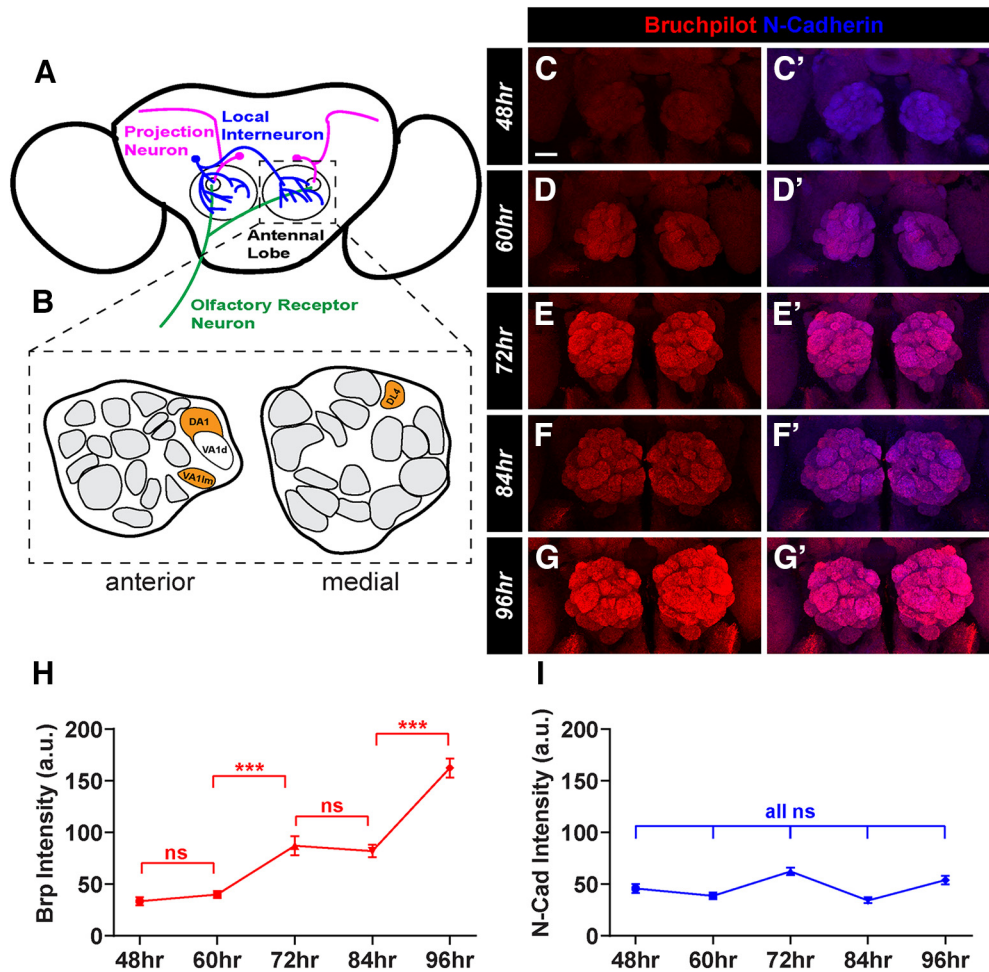 Bruchpilot N-Cadherin
A
Projection
Neuron
Local
Interneuron
Antennal
Lobe
Olfactory Receptor
Neuron
B
DA1
VA1d
VA1lm
DL4
anterior
medial
48hr
C
C'
60hr
D
D'
72hr
E
E'
84hr
F
F'
96hr
G
G'
H
Brp Intensity (a.u.)
200
150
100
50
0
ns
***
ns
***
48hr 60hr 72hr 84hr 96hr
I
N-Cad Intensity (a.u.)
200
150
100
50
0
all ns
48hr 60hr 72hr 84hr 96hr